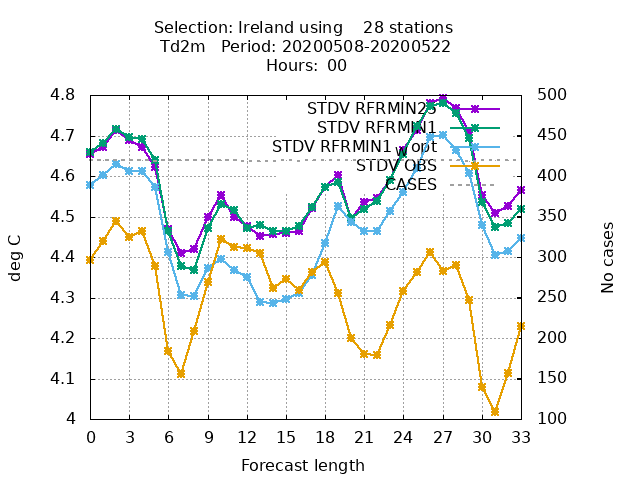 Selection: Ireland using    28 stations
Td2m   Period: 20200508-20200522
Hours:  00
STDV RFRMIN25
STDV RFRMIN1
STDV RFRMIN1_w_opt
STDV OBS
CASES
deg C
No cases
4.8
4.7
4.6
4.5
4.4
4.3
4.2
4.1
4
500
450
400
350
300
250
200
150
100
0 3 6 9 12 15 18 21 24 27 30 33
Forecast length